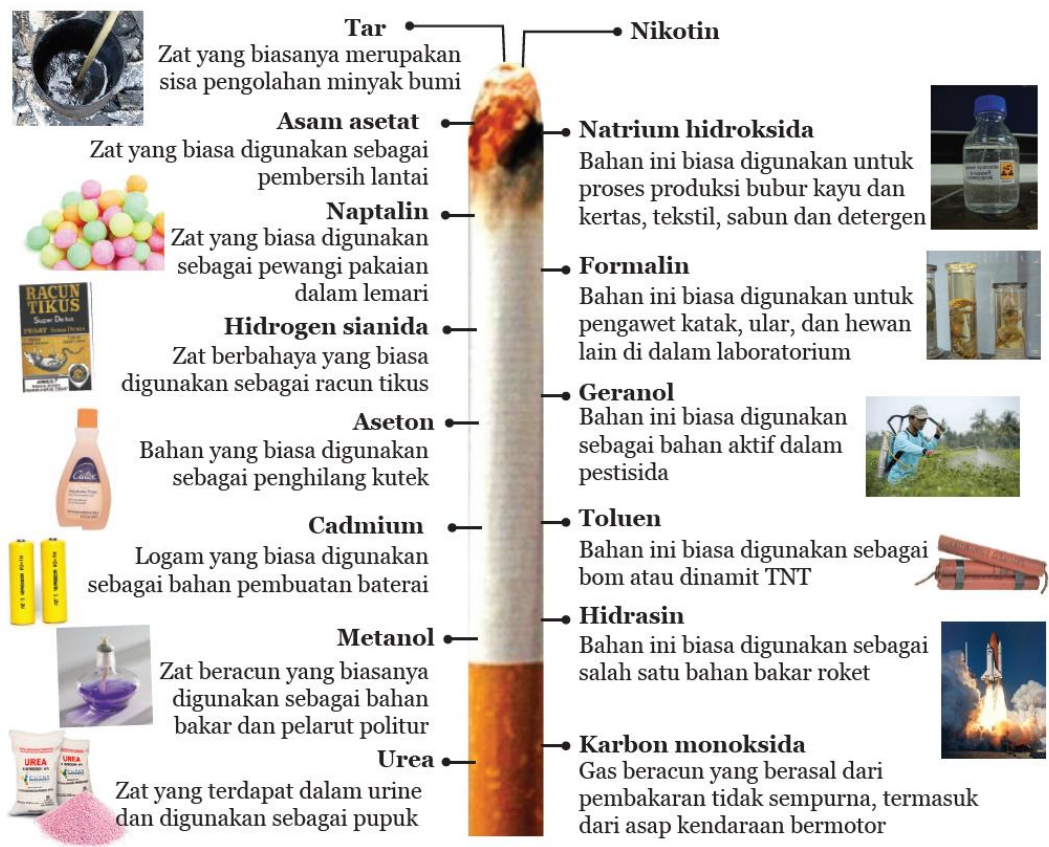 Tar
Zat yang biasanya merupakan
sisa pengolahan minyak bumi
Asam asetat
Zat yang biasa digunakan sebagai
pembersih lantai
Naptalin
Zat yang biasa digunakan
sebagai pewangi pakaian
dalam lemari
RACUN
TIKUS
Hidrogen sianida
Zat berbahaya yang biasa
digunakan sebagai racun tikus
Aseton
Bahan yang biasa digunakan
sebagai penghilang kutek
Cutex
Cadmium
Logam yang biasa digunakan
sebagai bahan pembuatan baterai
Metanol
Zat beracun yang biasanya
digunakan sebagai bahan
bakar dan pelarut politur
Urea
Zat yang terdapat dalam urine
dan digunakan sebagai pupuk
UREA
UREA
Nikotin
Natrium hidroksida
Bahan ini biasa digunakan untuk
proses produksi bubur kayu dan
kertas, tekstil, sabun dan detergen
Formalin
Bahan ini biasa digunakan untuk
pengawet katak, ular, dan hewan
lain di dalam laboratorium
Geranol
Bahan ini biasa digunakan
sebagai bahan aktif dalam
pestisida
Toluen
Bahan ini biasa digunakan sebagai
bom atau dinamit TNT
Hidrasin
Bahan ini biasa digunakan sebagai
salah satu bahan bakar roket
Karbon monoksida
Gas beracun yang berasal dari
pembakaran tidak sempurna, termasuk
dari asap kendaraan bermotor